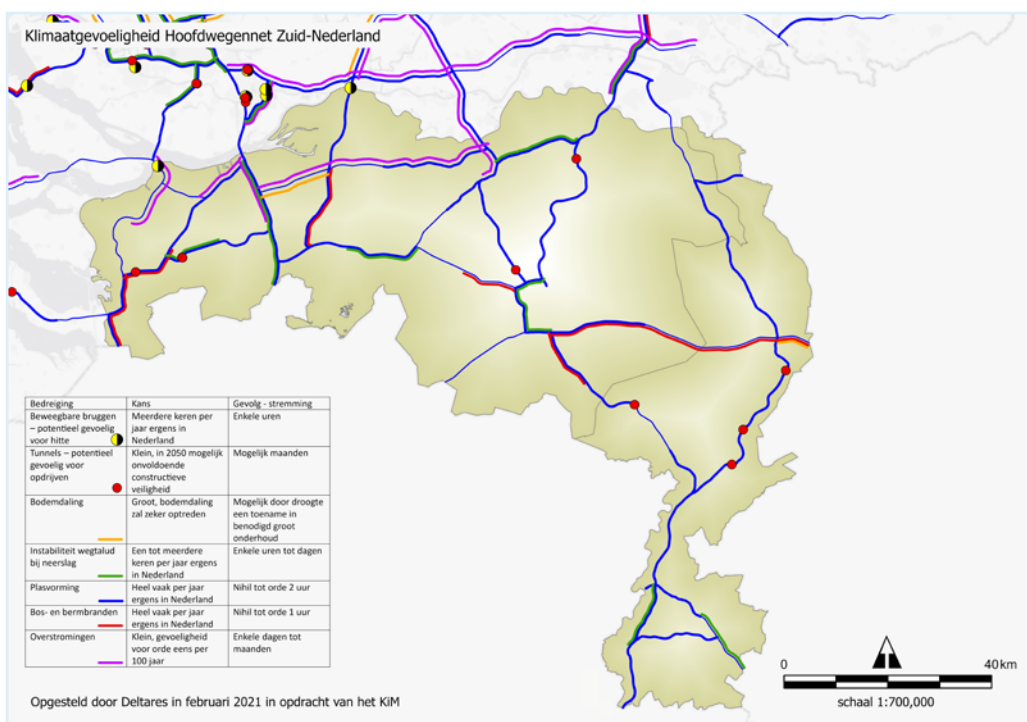 Klimaatgevoeligheid Hoofdwegennet Zuid-Nederland
Bedreiging Kans Gevolg - stremming
Beweegbare bruggen Meerdere keren per Enkele uren
– potentieel gevoelig jaar ergens in
voor hitte Nederland
Tunnels – potentieel Klein, in 2050 mogelijk Mogelijk maanden
gevoelig voor onvoldoende
opdrijven constructieve
veiligheid
Bodemdaling Groot, bodemdaling Mogelijk door droogte
zal zeker optreden een toename in
benodigd groot
onderhoud
Instabiliteit wegtalud Een tot meerdere Enkele uren tot dagen
bij neerslag keren per jaar ergens
in Nederland
Plasvorming Heel vaak per jaar Nihil tot orde 2 uur
ergens in Nederland
Bos- en bermbranden Heel vaak per jaar Nihil tot orde 1 uur
ergens in Nederland
Overstromingen Klein, gevoeligheid Enkele dagen tot
voor orde eens per maanden
100 jaar
0 40 km
schaal 1:700,000
Opgesteld door Deltares in februari 2021 in opdracht van het KiM